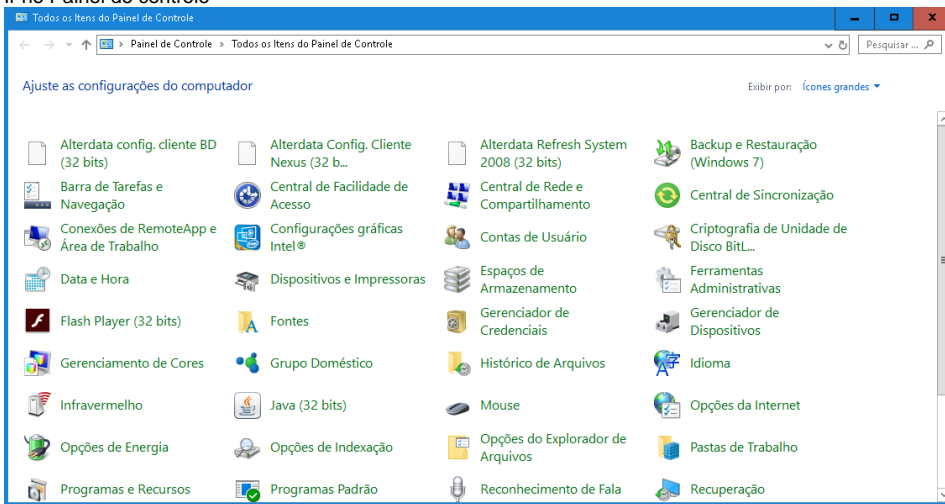 Todos os Itens do Painel de Controle
Painel de Controle > Todos os Itens do Painel de Controle
Pesquisar ...
Ajuste as configurações do computador
Exibir por: Ícones grandes
Alterdata config. cliente BD (32 bits)
Alterdata Config. Cliente Nexus (32 b...
Alterdata Refresh System 2008 (32 bits)
Backup e Restauração (Windows 7)
Barra de Tarefas e Navegação
Central de Facilidade de Acesso
Central de Rede e Compartilhamento
Central de Sincronização
Conexões de RemoteApp e Área de Trabalho
Configurações gráficas Intel®
Contas de Usuário
Criptografia de Unidade de Disco BitL...
Data e Hora
Dispositivos e Impressoras
Espaços de Armazenamento
Ferramentas Administrativas
Flash Player (32 bits)
Fontes
Gerenciador de Credenciais
Gerenciador de Dispositivos
Gerenciamento de Cores
Grupo Doméstico
Histórico de Arquivos
Idioma
Infravermelho
Java (32 bits)
Mouse
Opções da Internet
Opções de Energia
Opções de Indexação
Opções do Explorador de Arquivos
Pastas de Trabalho
Programas e Recursos
Programas Padrão
Reconhecimento de Fala
Recuperação